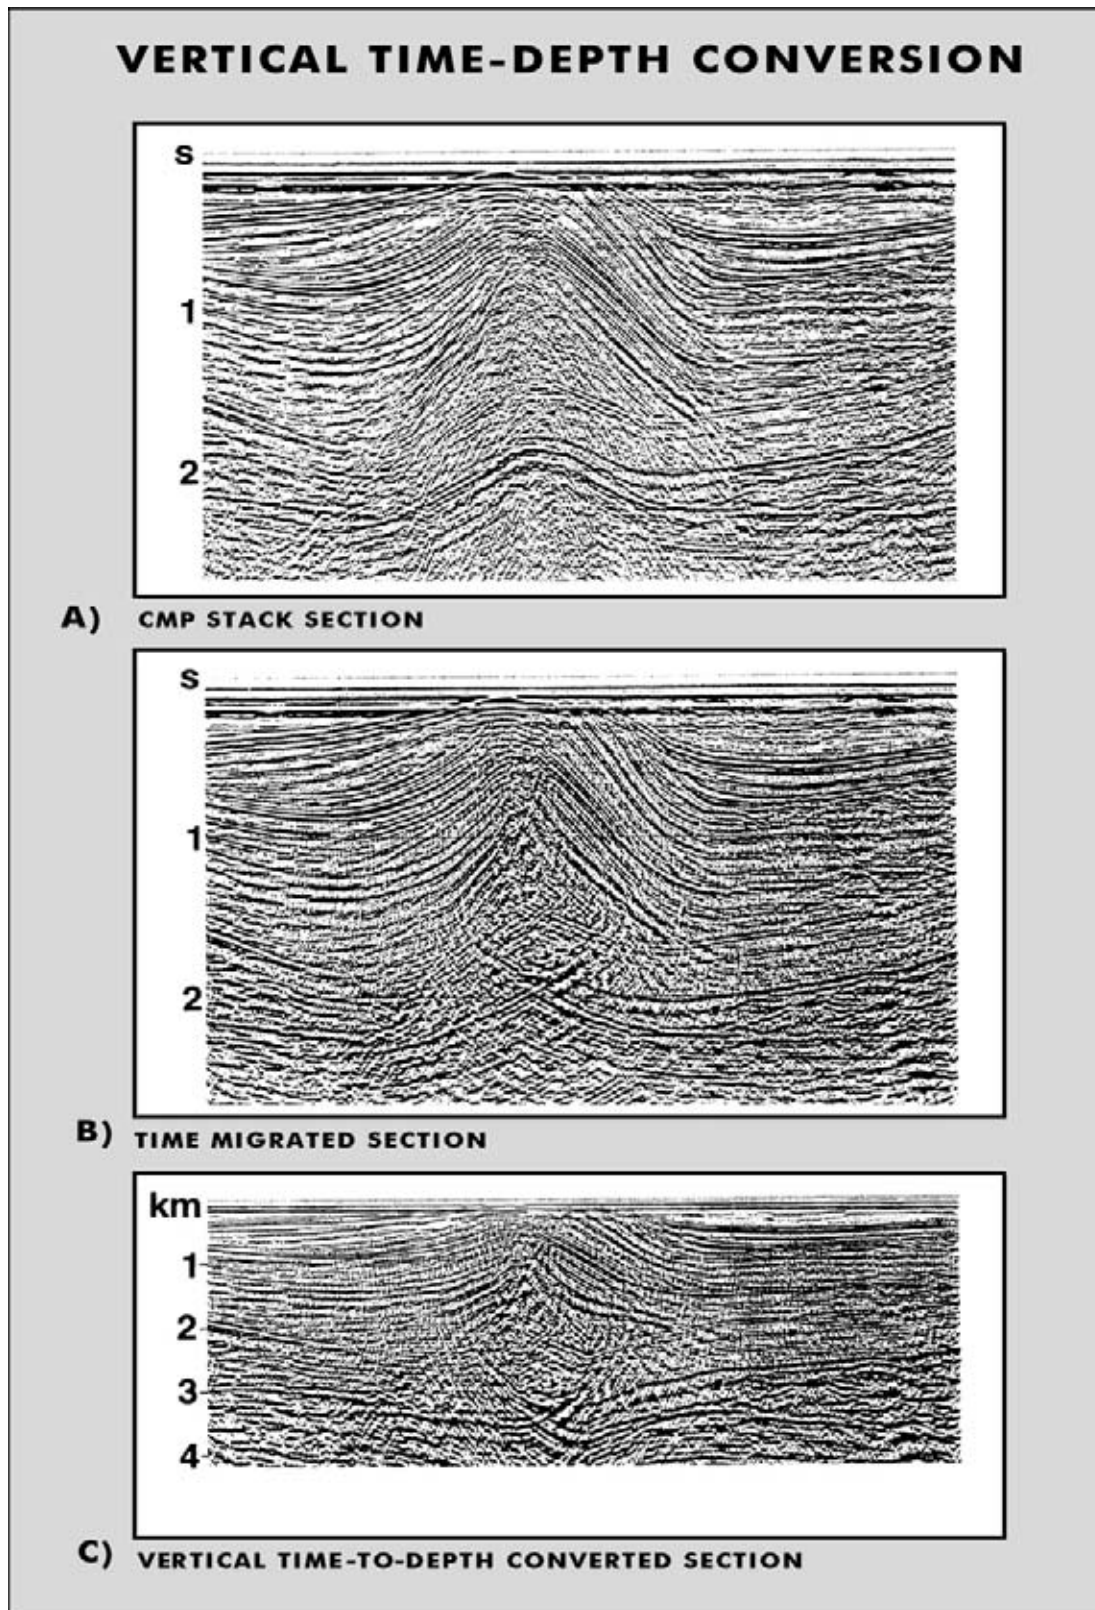 VERTICAL TIME-DEPTH CONVERSION
s
1
2
A) CMP STACK SECTION
s
1
2
B) TIME MIGRATED SECTION
km
1
2
3
4
C) VERTICAL TIME-TO-DEPTH CONVERTED SECTION